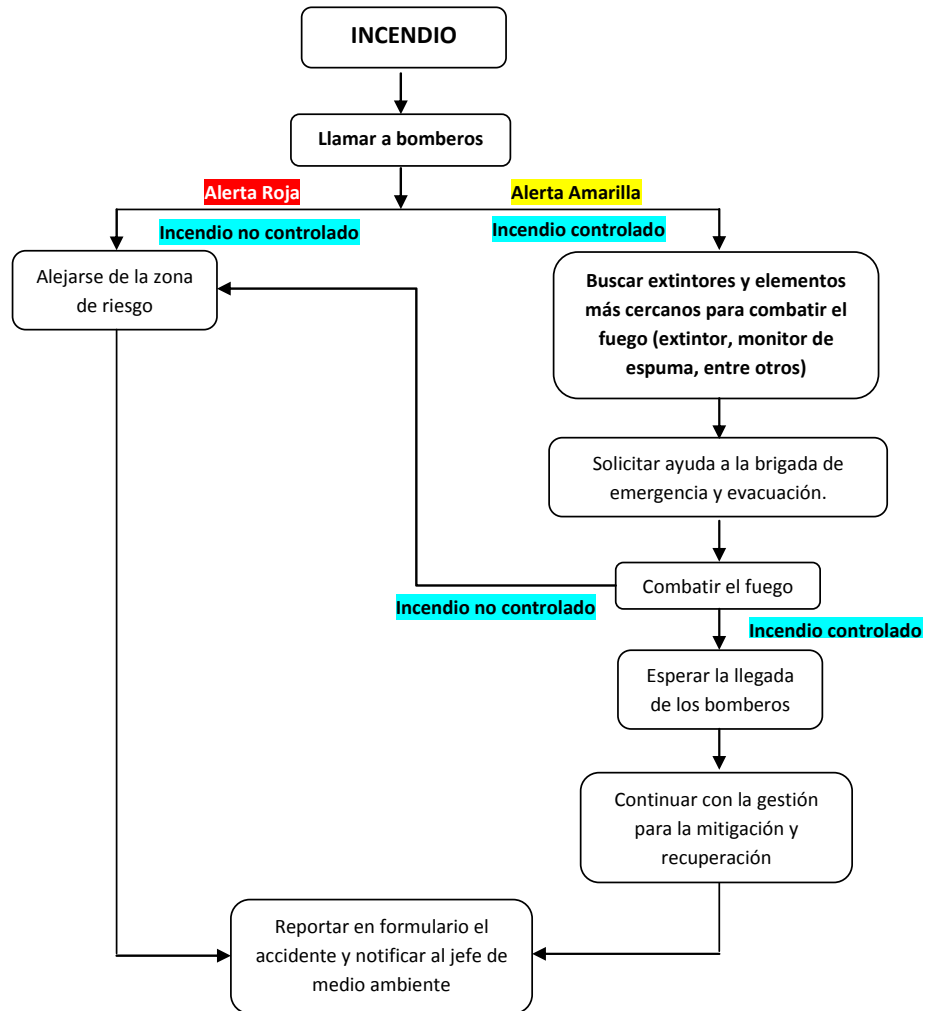 INCENDIO
Llamar a bomberos
Alerta Roja
Alerta Amarilla
Incendio no controlado
Incendio controlado
Alejarse de la zona
de riesgo
Buscar extintores y elementos
más cercanos para combatir el
fuego (extintor, monitor de
espuma, entre otros)
Solicitar ayuda a la brigada de
emergencia y evacuación.
Combatir el fuego
Incendio no controlado
Incendio controlado
Esperar la llegada
de los bomberos
Continuar con la gestión
para la mitigación y
recuperación
Reportar en formulario el
accidente y notificar al jefe de
medio ambiente